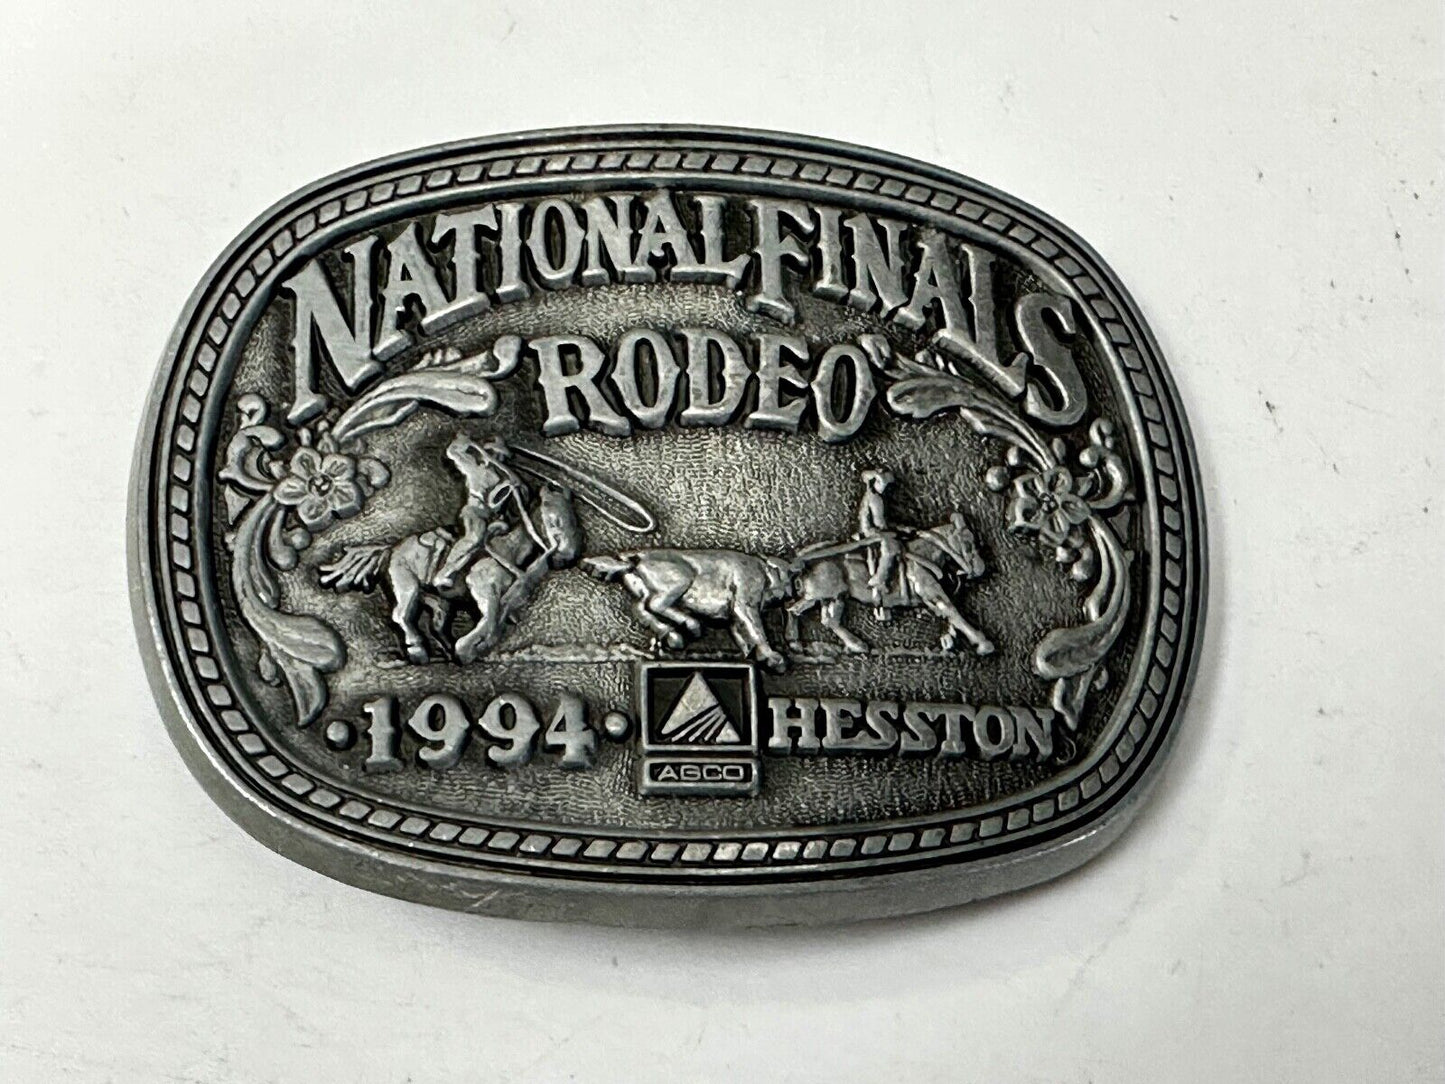 NATIONAL FINALS
RODEO
·1994·
HESSTON
AGCO